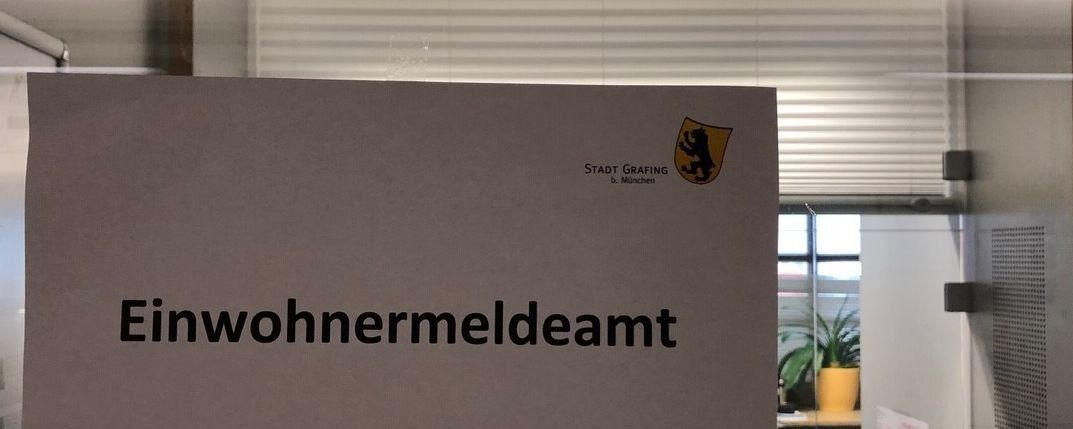 STADT GRAFING
b. München
Einwohnermeldeamt